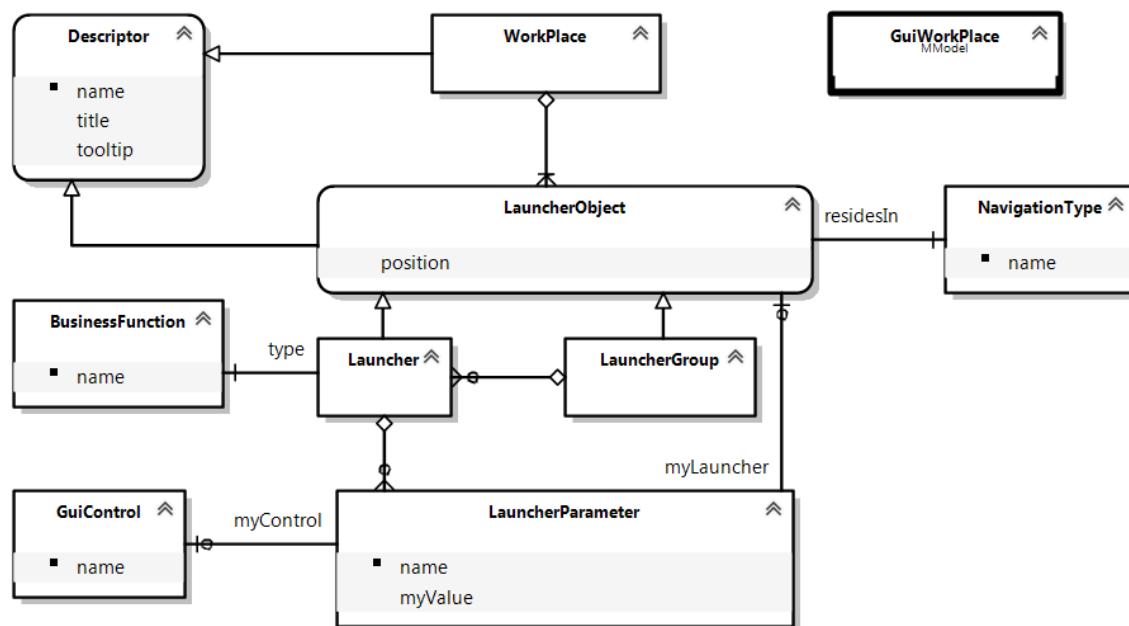 Descriptor
name
title
tooltip
WorkPlace
GuiWorkPlace
MModel
LauncherObject
position
residesIn
NavigationType
name
BusinessFunction
name
type
Launcher
LauncherGroup
myLauncher
GuiControl
name
myControl
LauncherParameter
name
myValue